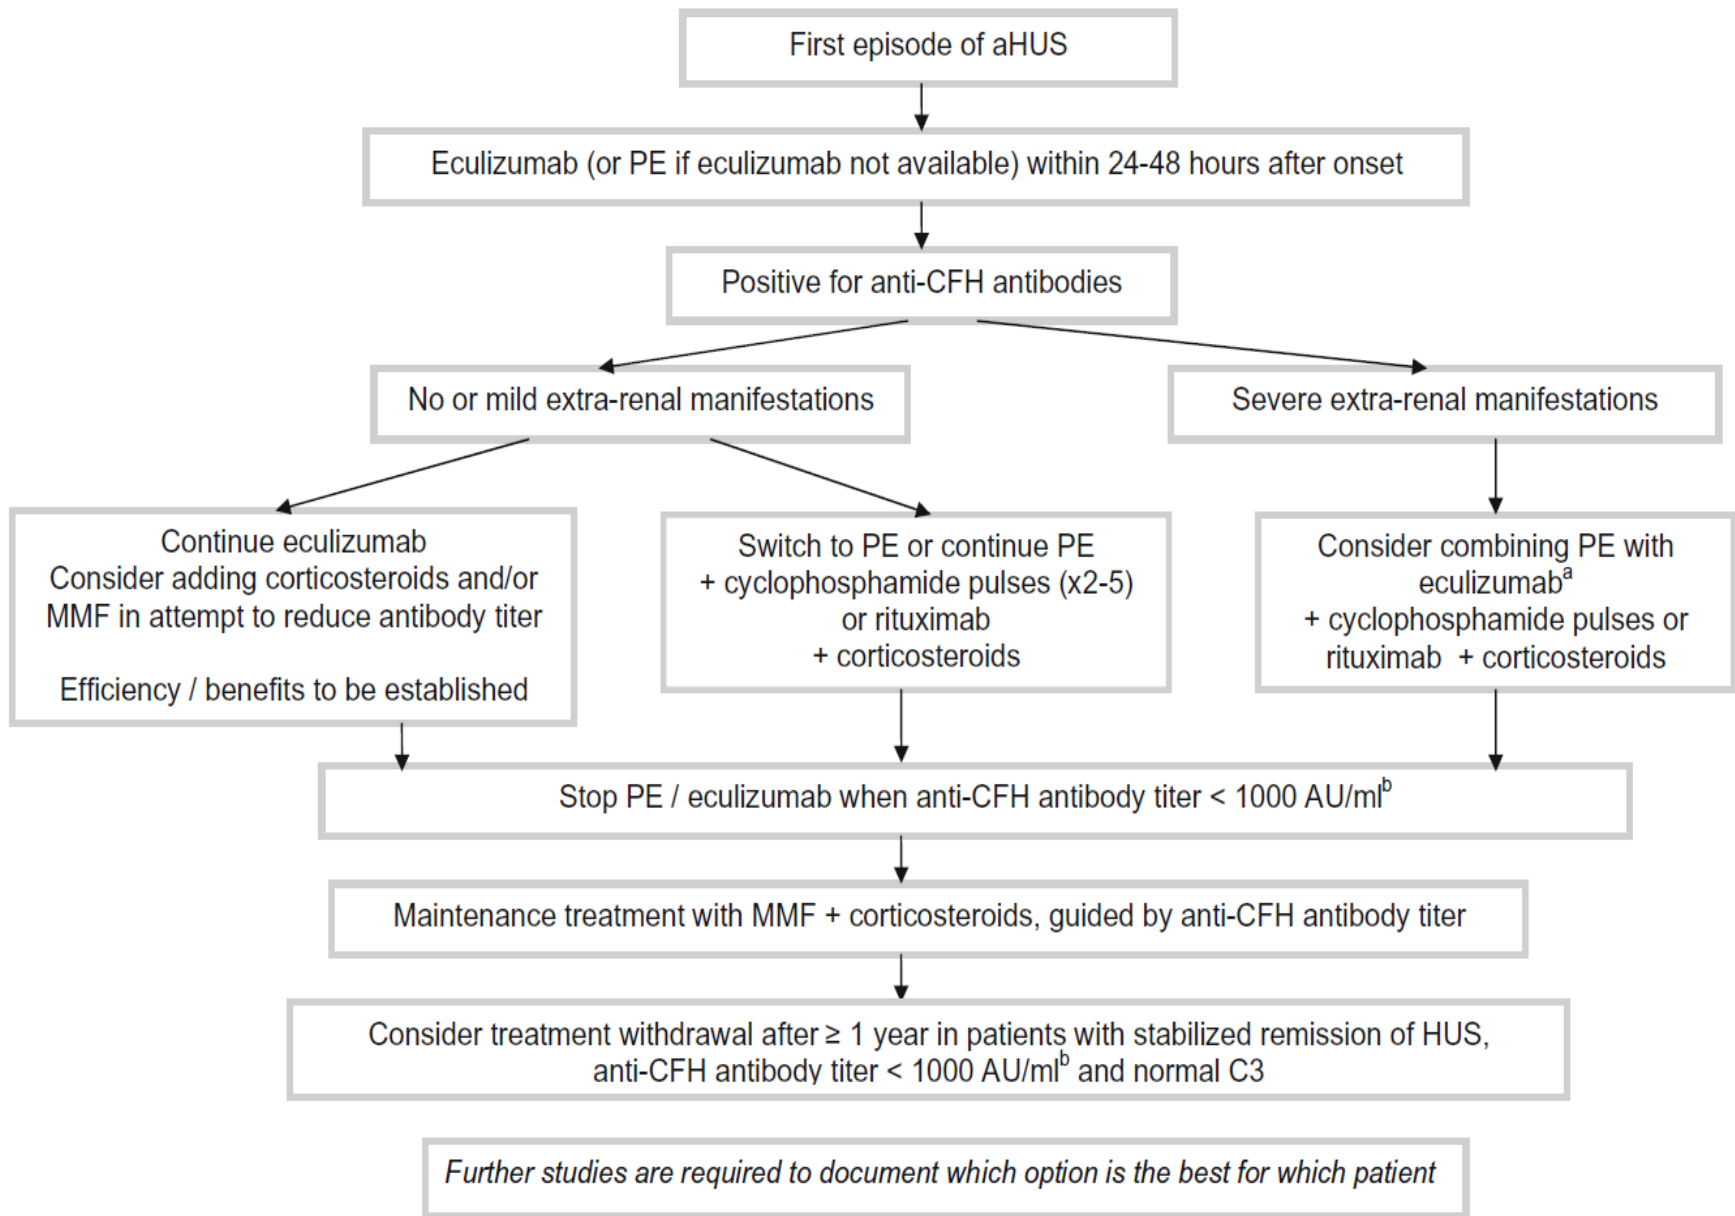 First episode of aHUS
Eculizumab (or PE if eculizumab not available) within 24-48 hours after onset
Positive for anti-CFH antibodies
No or mild extra-renal manifestations
Severe extra-renal manifestations
Continue eculizumab
Consider adding corticosteroids and/or
MMF in attempt to reduce antibody titer
Efficiency / benefits to be established
Switch to PE or continue PE
+ cyclophosphamide pulses (x2-5)
or rituximab
+ corticosteroids
Consider combining PE with
eculizumabᵃ
+ cyclophosphamide pulses or
rituximab + corticosteroids
Stop PE / eculizumab when anti-CFH antibody titer < 1000 AU/mlᵇ
Maintenance treatment with MMF + corticosteroids, guided by anti-CFH antibody titer
Consider treatment withdrawal after ≥ 1 year in patients with stabilized remission of HUS,
anti-CFH antibody titer < 1000 AU/mlᵇ and normal C3
Further studies are required to document which option is the best for which patient